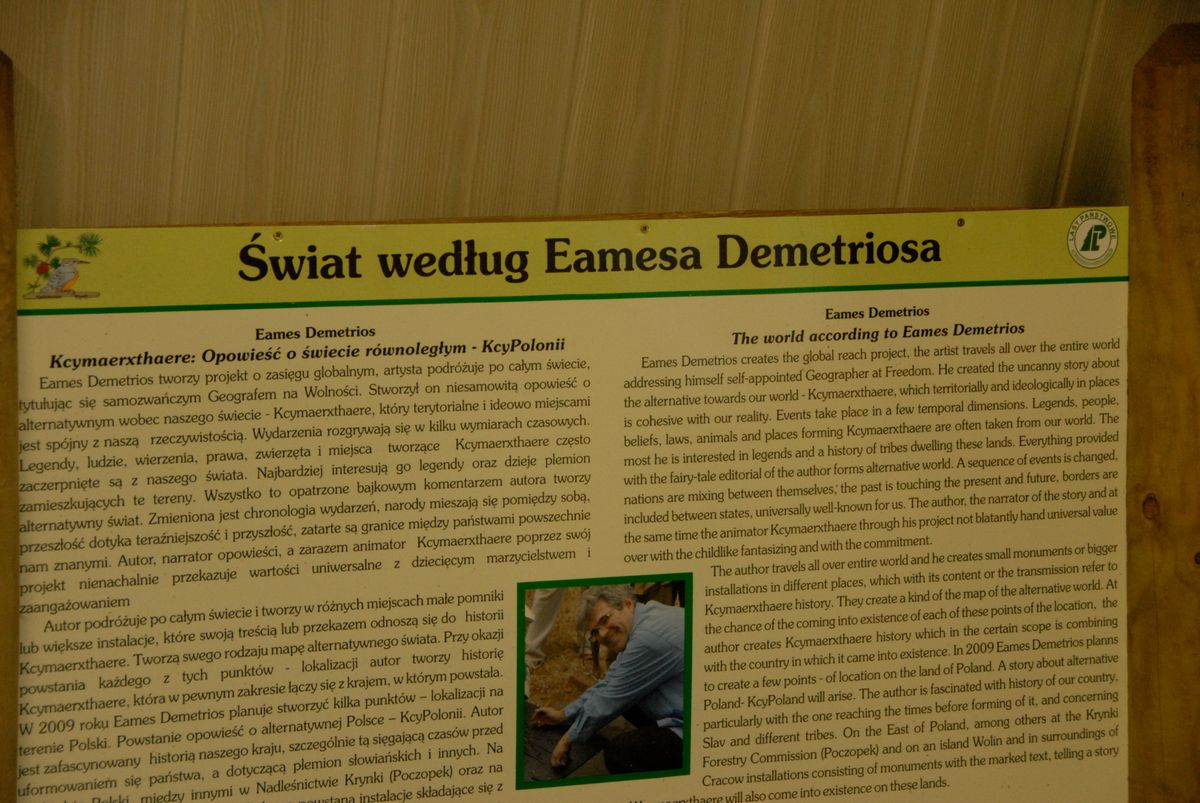 Świat według Eamesa Demetriosa
LASY PAŃSTWOWE
Eames Demetrios
Kcymaerxthaere: Opowieść o świecie równoległym - KcyPolonii
Eames Demetrios tworzy projekt o zasięgu globalnym, artysta podróżuje po całym świecie,
tytułując się samozwańczym Geografem na Wolności. Stworzył on niesamowitą opowieść o
alternatywnym wobec naszego świecie - Kcymaerxthaere, który terytorialne i ideowo miejscami
jest spójny z naszą rzeczywistością. Wydarzenia rozgrywają się w kilku wymiarach czasowych.
Legendy, ludzie, wierzenia, prawa, zwierzęta i miejsca tworzące Kcymaerxthaere często
zaczerpnięte są z naszego świata. Najbardziej interesują go legendy oraz dzieje plemion
zamieszkujących te tereny. Wszystko to opatrzone bajkowym komentarzem autora tworzy
alternatywny świat. Zmieniona jest chronologia wydarzeń, narody mieszają się pomiędzy sobą,
przeszłość dotyka teraźniejszość i przyszłość, zatarte są granice między państwami powszechnie
nam znanymi. Autor, narrator opowieści, a zarazem animator Kcymaerxthaere poprzez swój
projekt nienachalnie przekazuje wartości uniwersalne z dziecięcym marzycielstwem i
zaangażowaniem
Autor podróżuje po całym świecie i tworzy w różnych miejscach małe pomniki
lub większe instalacje, które swoją treścią lub przekazem odnoszą się do historii
Kcymaerxthaere. Tworzą swego rodzaju mapę alternatywnego świata. Przy okazji
powstania każdego z tych punktów - lokalizacji autor tworzy historię
Kcymaerxthaere, która w pewnym zakresie łączy się z krajem, w którym powstała.
W 2009 roku Eames Demetrios planuje stworzyć kilka punktów – lokalizacji na
terenie Polski. Powstanie opowieść o alternatywnej Polsce – KcyPolonii. Autor
jest zafascynowany historią naszego kraju, szczególnie tą sięgającą czasów przed
uformowaniem się państwa, a dotyczącą plemion słowiańskich i innych. Na
Polski, między innymi w Nadleśnictwie Krynki (Poczopek) oraz na
powstaną instalacje składające się z
Eames Demetrios
The world according to Eames Demetrios
Eames Demetrios creates the global reach project, the artist travels all over the entire world
addressing himself self-appointed Geographer at Freedom. He created the uncanny story about
the alternative towards our world - Kcymaerxthaere, which territorially and ideologically in places
is cohesive with our reality. Events take place in a few temporal dimensions. Legends, people,
beliefs, laws, animals and places forming Kcymaerxthaere are often taken from our world. The
most he is interested in legends and a history of tribes dwelling these lands. Everything provided
with the fairy-tale editorial of the author forms alternative world. A sequence of events is changed,
nations are mixing between themselves, the past is touching the present and future, borders are
included between states, universally well-known for us. The author, the narrator of the story and at
the same time the animator Kcymaerxthaere through his project not blatantly hand universal value
over with the childlike fantasizing and with the commitment.
The author travels all over entire world and he creates small monuments or bigger
installations in different places, which with its content or the transmission refer to
Kcymaerxthaere history. They create a kind of the map of the alternative world. At
the chance of the coming into existence of each of these points of the location, the
author creates Kcymaerxthaere history which in the certain scope is combining
with the country in which it came into existence. In 2009 Eames Demetrios planns
to create a few points - of location on the land of Poland. A story about alternative
Poland- KcyPoland will arise. The author is fascinated with history of our country,
particularly with the one reaching the times before forming of it, and concerning
Slav and different tribes. On the East of Poland, among others at the Krynki
Forestry Commission (Poczopek) and on an island Wolin and in surroundings of
Cracow installations consisting of monuments with the marked text, telling a story
will also come into existence on these lands.